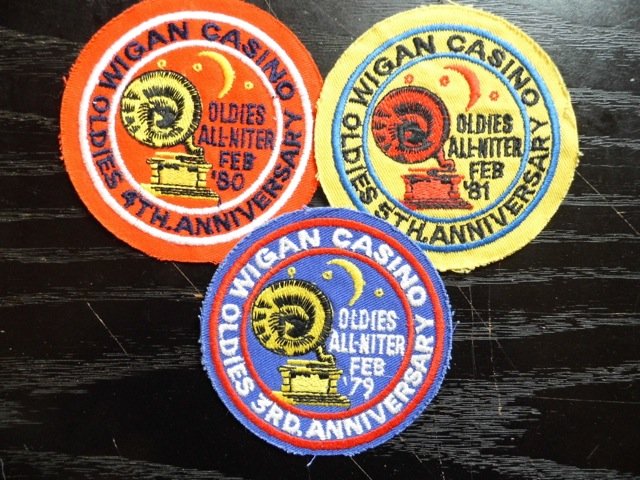 WIGAN CASINO
OLDIES 4TH. ANNIVERSARY
OLDIES
ALL-NITER
FEB
'80
WIGAN CASINO
OLDIES 5TH. ANNIVERSARY
OLDIES
ALL-NITER
FEB
'81
WIGAN CASINO
OLDIES 3RD. ANNIVERSARY
OLDIES
ALL-NITER
FEB
'79